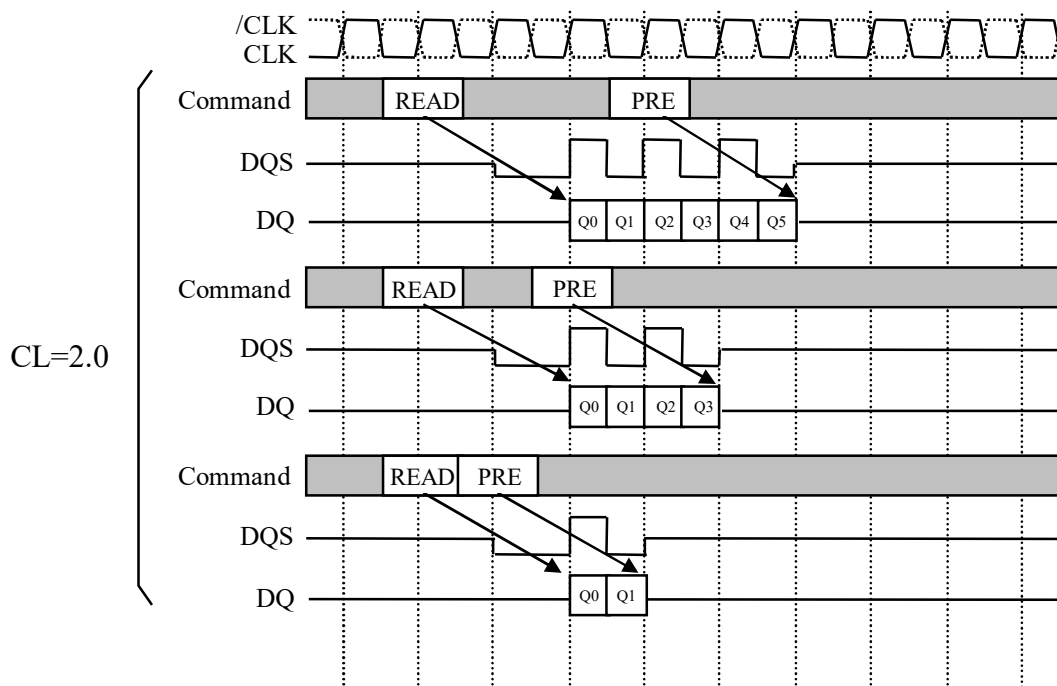 /CLK
CLK
Command READ PRE
DQS
DQ Q0 Q1 Q2 Q3 Q4 Q5
Command READ PRE
CL=2.0
DQS
DQ Q0 Q1 Q2 Q3
Command READ PRE
DQS
DQ Q0 Q1